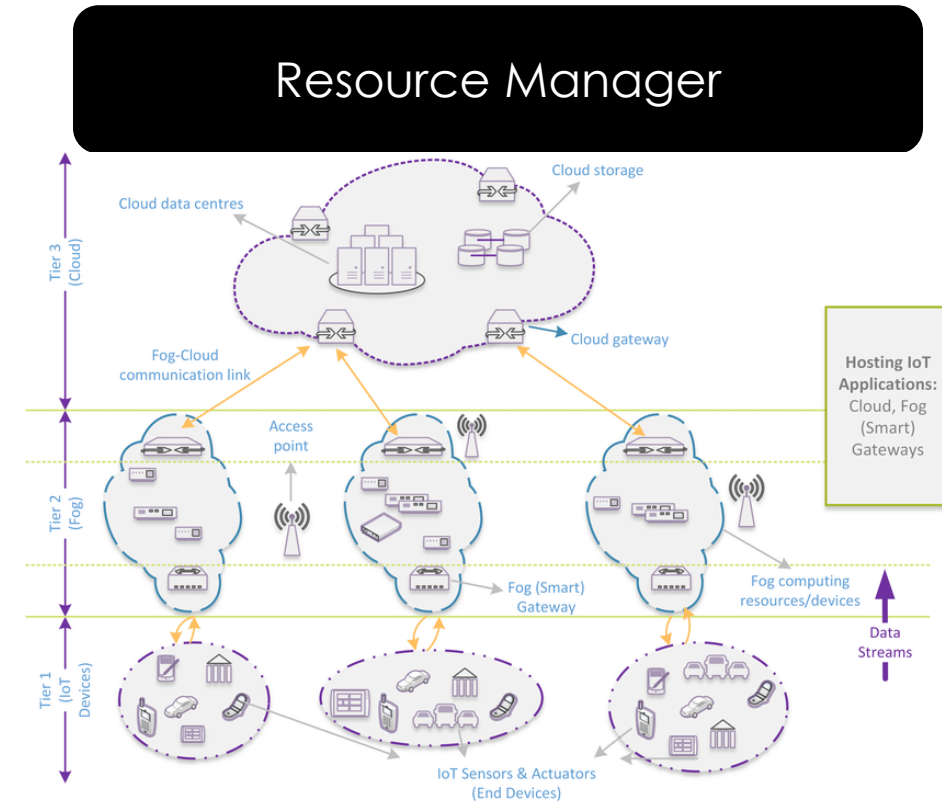 Resource Manager
Cloud storage
Cloud data centres
Tier 3
(Cloud)
Cloud gateway
Fog-Cloud
communication link
Hosting IoT
Applications:
Cloud, Fog
(Smart)
Gateways
Access
point
Tier 2
(Fog)
Fog (Smart)
Gateway
Fog computing
resources/devices
Data
Streams
Tier 1
(IoT
Devices)
IoT Sensors & Actuators
(End Devices)